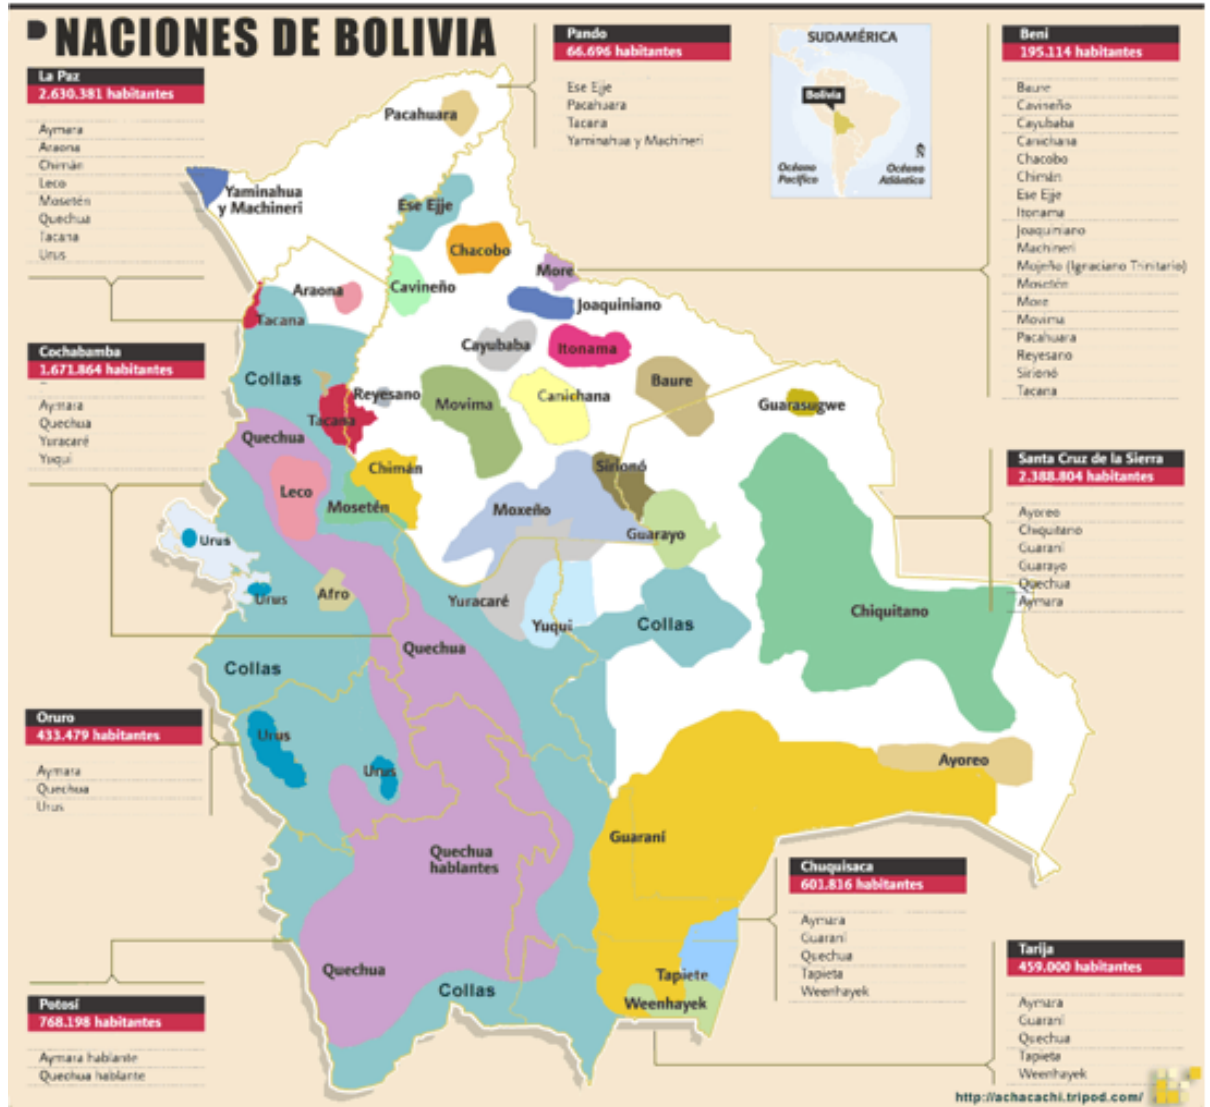 NACIONES DE BOLIVIA
La Paz
2.630.381 habitantes
Aymara
Araona
Chimán
Leco
Mosetén
Quechua
Tacana
Urus
Cochabamba
1.671.864 habitantes
Aymara
Quechua
Yuracaré
Yuqui
Oruro
433.479 habitantes
Aymara
Quechua
Urus
Potosí
768.198 habitantes
Aymara hablante
Quechua hablante
Pando
66.696 habitantes
Ese Ejje
Pacahuara
Tacana
Yaminahua y Machineri
SUDAMÉRICA
Bolivia
Océano
Pacífico
Océano
Atlántico
N
Beni
195.114 habitantes
Baure
Cavineño
Cayubaba
Canichana
Chacobo
Chimán
Ese Ejje
Itonama
Joaquiniano
Machineri
Mojeño (Ignaciano Trinitario)
Mosetén
More
Movima
Pacahuara
Reyesano
Sirionó
Tacana
Santa Cruz de la Sierra
2.388.804 habitantes
Ayoreo
Chiquitano
Guaraní
Guarayo
Quechua
Aymara
Chuquisaca
601.816 habitantes
Aymara
Guaraní
Quechua
Tapieta
Weenhayek
Tarija
459.000 habitantes
Aymara
Guaraní
Quechua
Tapieta
Weenhayek
Pacahuara
Yaminahua
y Machineri
Ese Ejje
Chacobo
More
Cavineño
Araona
Joaquiniano
Tacana
Cayubaba
Itonama
Collas
Reyesano
Movima
Canichana
Baure
Guarasugwe
Tacana
Quechua
Chimán
Sirionó
Leco
Mosetén
Moxeño
Guarayo
Urus
Urus
Afro
Yuracaré
Yuqui
Collas
Chiquitano
Quechua
Collas
Urus
Urus
Ayoreo
Guaraní
Quechua
hablantes
Quechua
Collas
Tapiete
Weenhayek
http://achacachi.tripod.com/